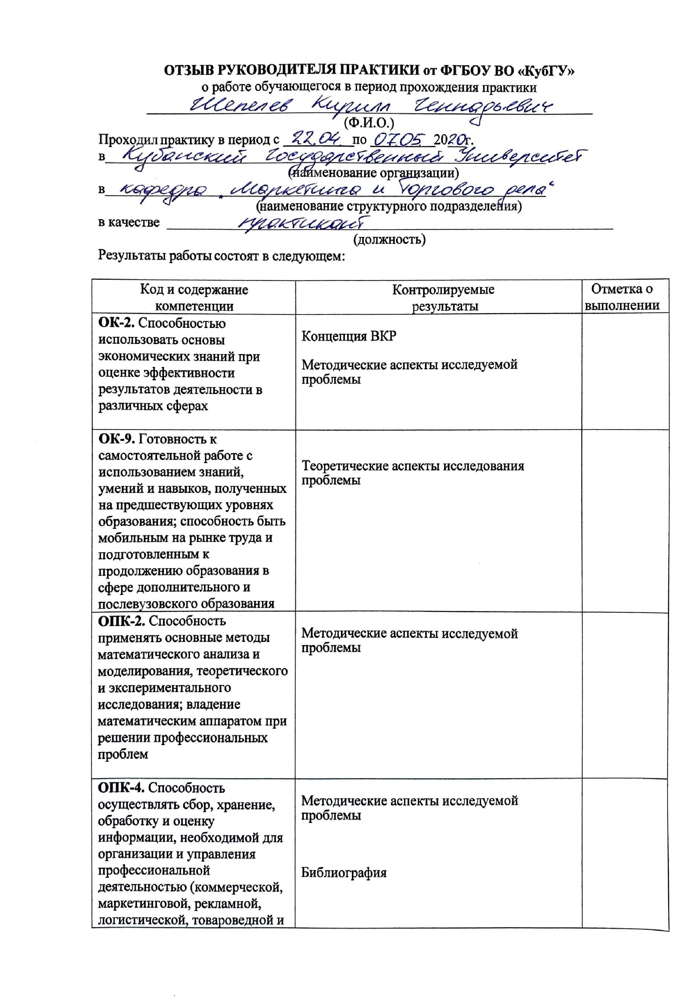 ОТЗЫВ РУКОВОДИТЕЛЯ ПРАКТИКИ от ФГБОУ ВО «КубГУ»
о работе обучающегося в период прохождения практики
Шепелев Кирилл Геннадьевич
(Ф.И.О.)
Проходил практику в период с 22.04. по 07.05 2020г.
в Кубанский Государственный Университет
(наименование организации)
в кафедра „Маркетинга и Торгового дела“
(наименование структурного подразделения)
в качестве практикант
(должность)
Результаты работы состоят в следующем:
Код и содержание
компетенции
Контролируемые
результаты
Отметка о
выполнении
ОК-2. Способностью
использовать основы
экономических знаний при
оценке эффективности
результатов деятельности в
различных сферах
Концепция ВКР
Методические аспекты исследуемой
проблемы
ОК-9. Готовность к
самостоятельной работе с
использованием знаний,
умений и навыков, полученных
на предшествующих уровнях
образования; способность быть
мобильным на рынке труда и
подготовленным к
продолжению образования в
сфере дополнительного и
послевузовского образования
Теоретические аспекты исследования
проблемы
ОПК-2. Способность
применять основные методы
математического анализа и
моделирования, теоретического
и экспериментального
исследования; владение
математическим аппаратом при
решении профессиональных
проблем
Методические аспекты исследуемой
проблемы
ОПК-4. Способность
осуществлять сбор, хранение,
обработку и оценку
информации, необходимой для
организации и управления
профессиональной
деятельностью (коммерческой,
маркетинговой, рекламной,
логистической, товароведной и
Методические аспекты исследуемой
проблемы
Библиография